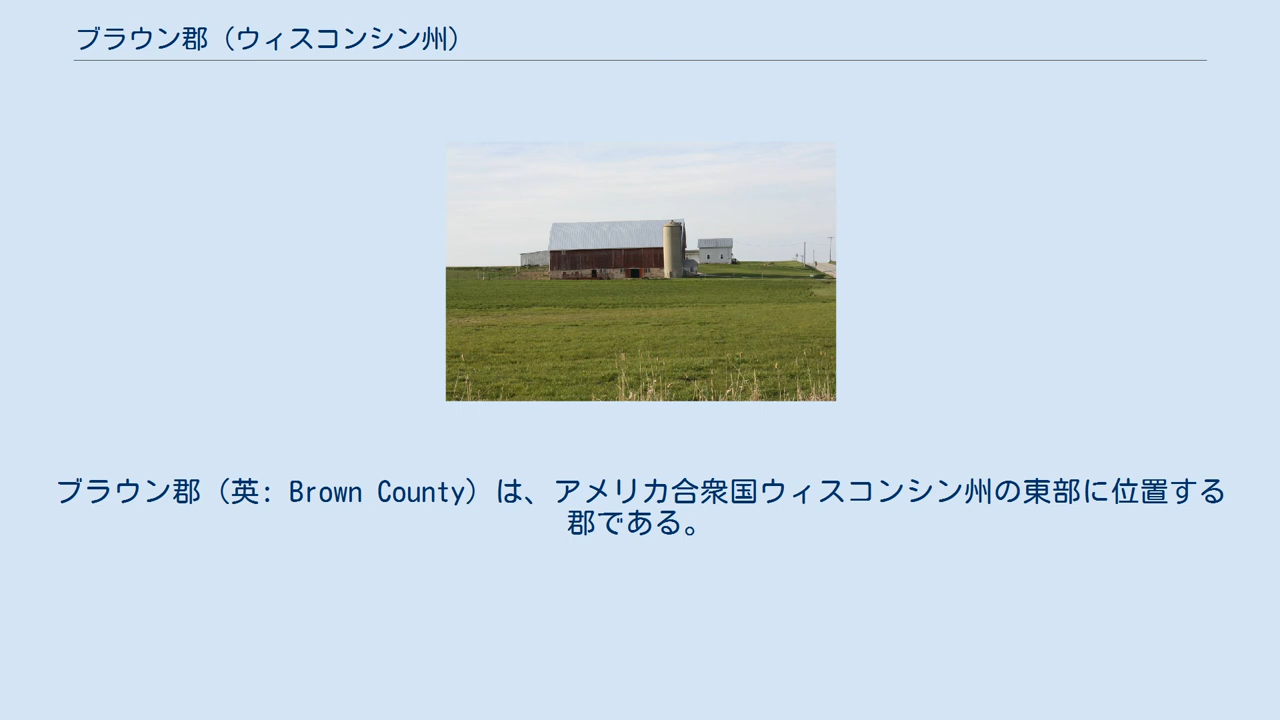 ブラウン郡（ウィスコンシン州）
ブラウン郡（英: Brown County）は、アメリカ合衆国ウィスコンシン州の東部に位置する
郡である。